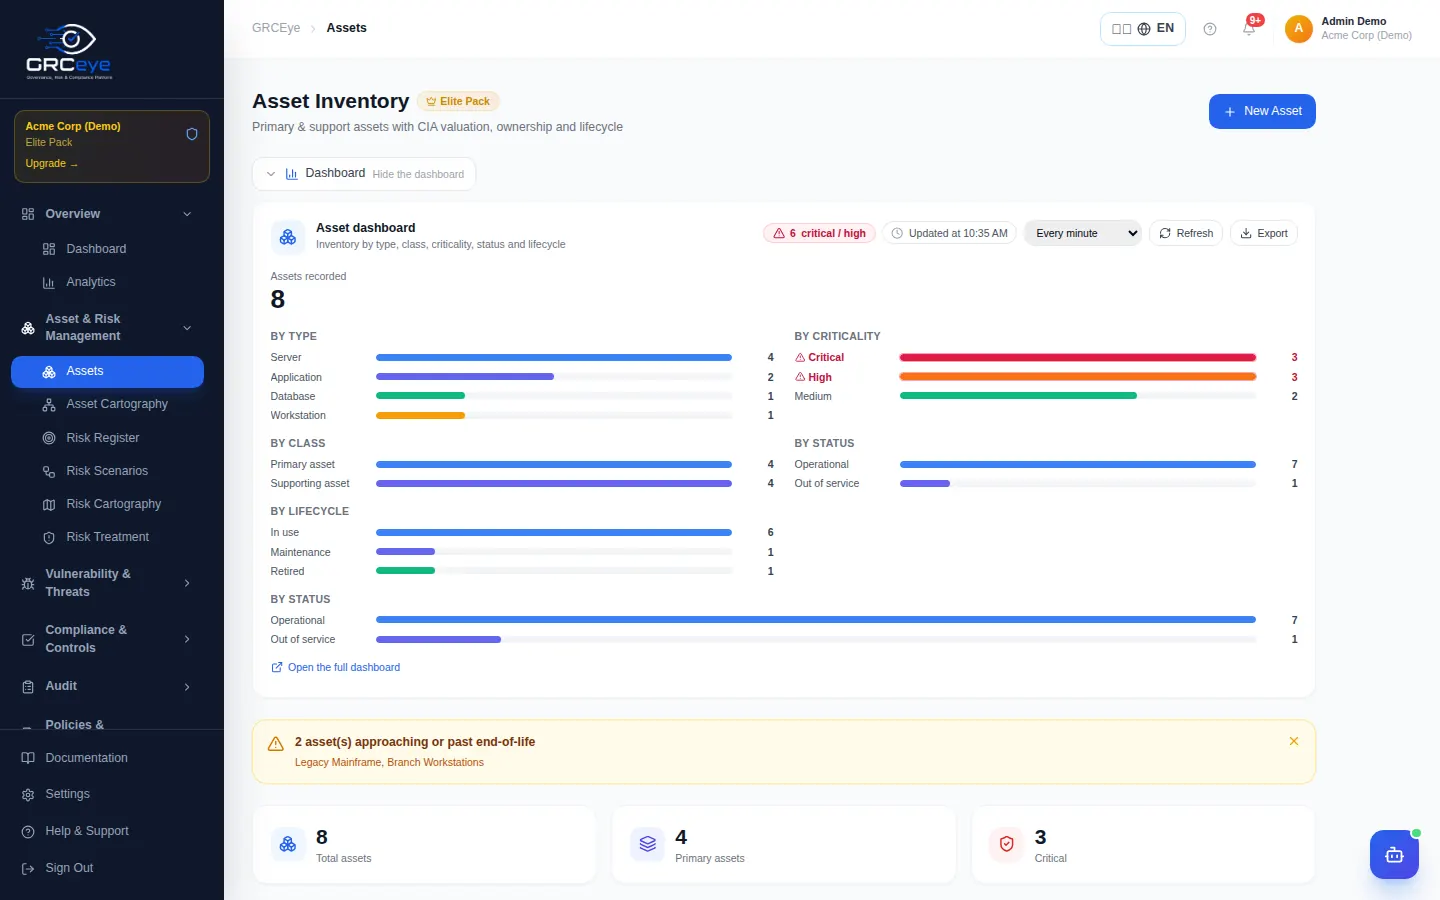 GRCeye
Governance, Risk & Compliance Platform
Acme Corp (Demo)
Elite Pack
Upgrade →
Overview
Dashboard
Analytics
Asset & Risk
Management
Assets
Asset Cartography
Risk Register
Risk Scenarios
Risk Cartography
Risk Treatment
Vulnerability &
Threats
Compliance &
Controls
Audit
Policies &
Documentation
Settings
Help & Support
Sign Out
GRCEye > Assets
EN
9+
A
Admin Demo
Acme Corp (Demo)
Asset Inventory Elite Pack
Primary & support assets with CIA valuation, ownership and lifecycle
+ New Asset
Dashboard Hide the dashboard
Asset dashboard
Inventory by type, class, criticality, status and lifecycle
6 critical / high
Updated at 10:35 AM
Every minute
Refresh
Export
Assets recorded
8
BY TYPE
Server 4
Application 2
Database 1
Workstation 1
BY CRITICALITY
Critical 3
High 3
Medium 2
BY CLASS
Primary asset 4
Supporting asset 4
BY STATUS
Operational 7
Out of service 1
BY LIFECYCLE
In use 6
Maintenance 1
Retired 1
BY STATUS
Operational 7
Out of service 1
Open the full dashboard
2 asset(s) approaching or past end-of-life
Legacy Mainframe, Branch Workstations
8
Total assets
4
Primary assets
3
Critical